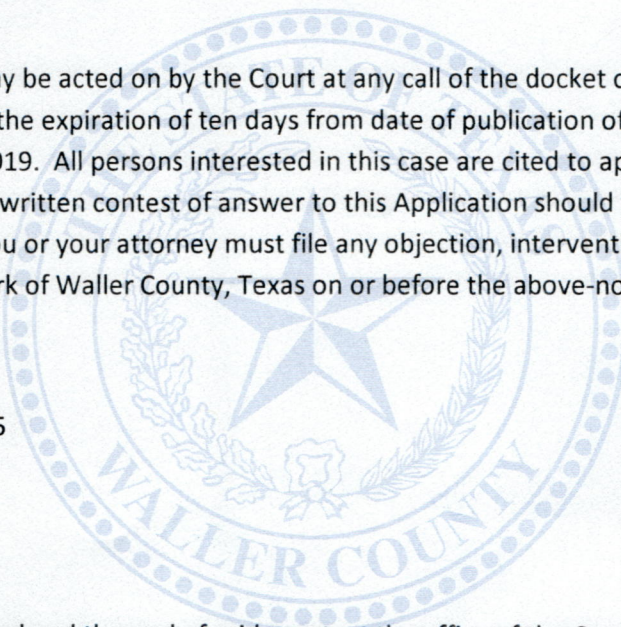 y be acted on by the Court at any call of the docket
the expiration of ten days from date of publication of
019. All persons interested in this case are cited to ap
written contest of answer to this Application should
u or your attorney must file any objection, intervent
rk of Waller County, Texas on or before the above-no
5
THE STATE OF TEXAS
WALLER COUNTY